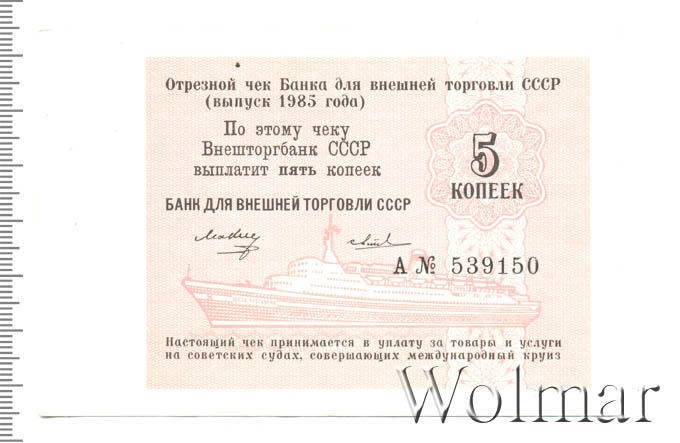 Отрезной чек Банка для внешней торговли СССР
(выпуск 1985 года)
По этому чеку
Внешторгбанк СССР
выплатит пять копеек
5
КОПЕЕК
БАНК ДЛЯ ВНЕШНЕЙ ТОРГОВЛИ СССР
А № 539150
Настоящий чек принимается в уплату за товары и услуги
на советских судах, совершающих международный круиз
Wolmar